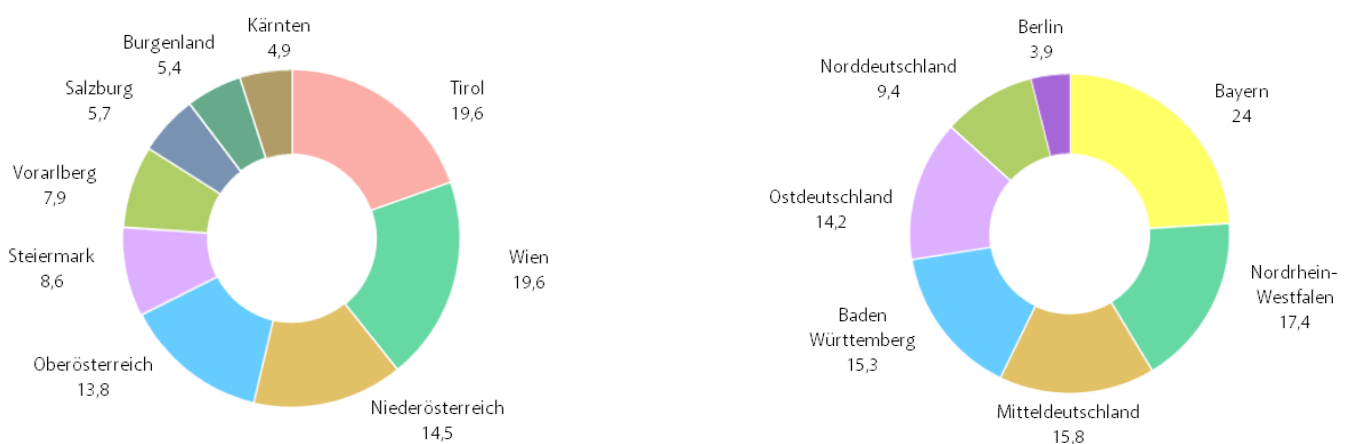 Kärnten
4,9
Burgenland
5,4
Salzburg
5,7
Vorarlberg
7,9
Steiermark
8,6
Oberösterreich
13,8
Niederösterreich
14,5
Wien
19,6
Tirol
19,6
Berlin
3,9
Norddeutschland
9,4
Ostdeutschland
14,2
Baden
Württemberg
15,3
Mitteldeutschland
15,8
Nordrhein-
Westfalen
17,4
Bayern
24